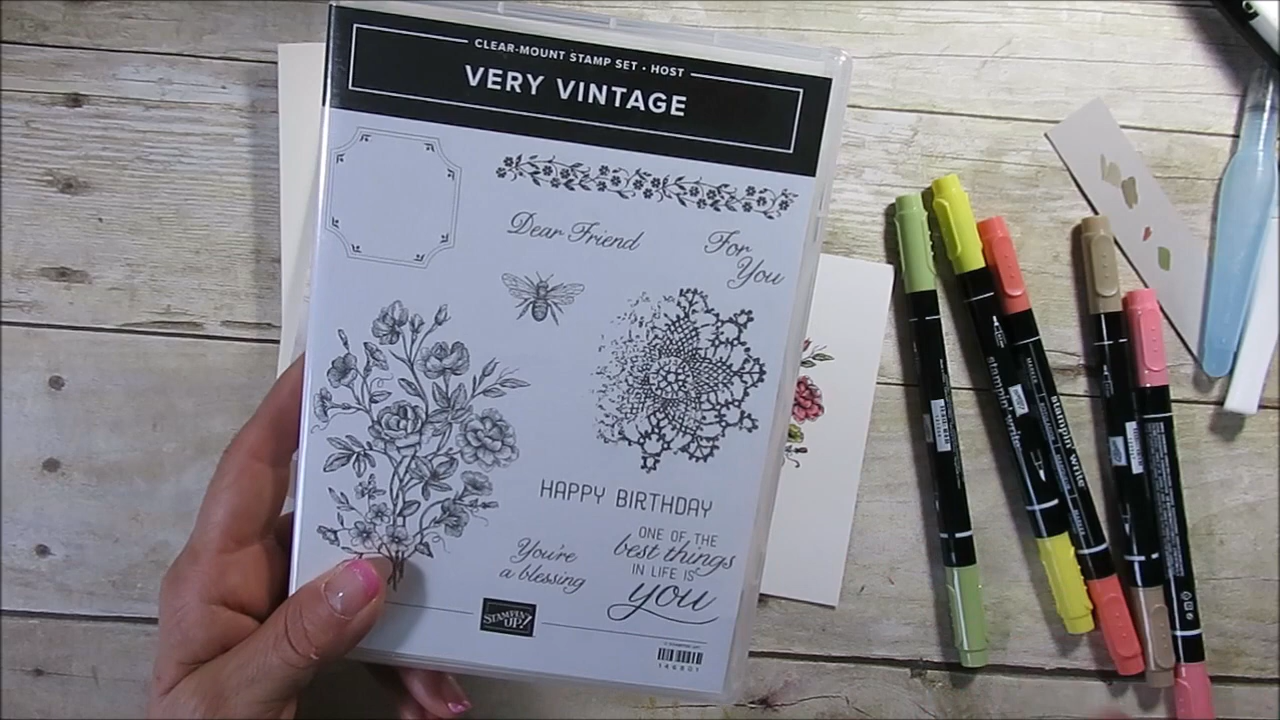 CLEAR-MOUNT STAMP SET • HOST
VERY VINTAGE
Dear Friend
For
You
HAPPY BIRTHDAY
ONE OF THE
best things
IN LIFE IS
you
You're
a blessing
STAMPIN' UP!
146801
stampin' write
stampin' write